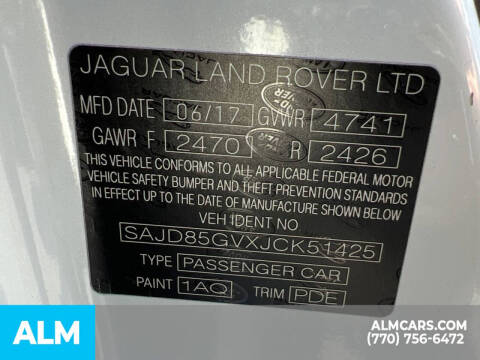 JAGUAR LAND ROVER LTD
MFD DATE 06/17 GVWR 4741
GAWR F 2470 R 2426
THIS VEHICLE CONFORMS TO ALL APPLICABLE FEDERAL MOTOR
VEHICLE SAFETY BUMPER AND THEFT PREVENTION STANDARDS
IN EFFECT UP TO THE DATE OF MANUFACTURE SHOWN ABOVE
VEH IDENT NO
SAJD85GVXJCK51425
TYPE PASSENGER CAR
PAINT 1AQ TRIM PDE
ALM
ALMCARS.COM
(770) 756-6472